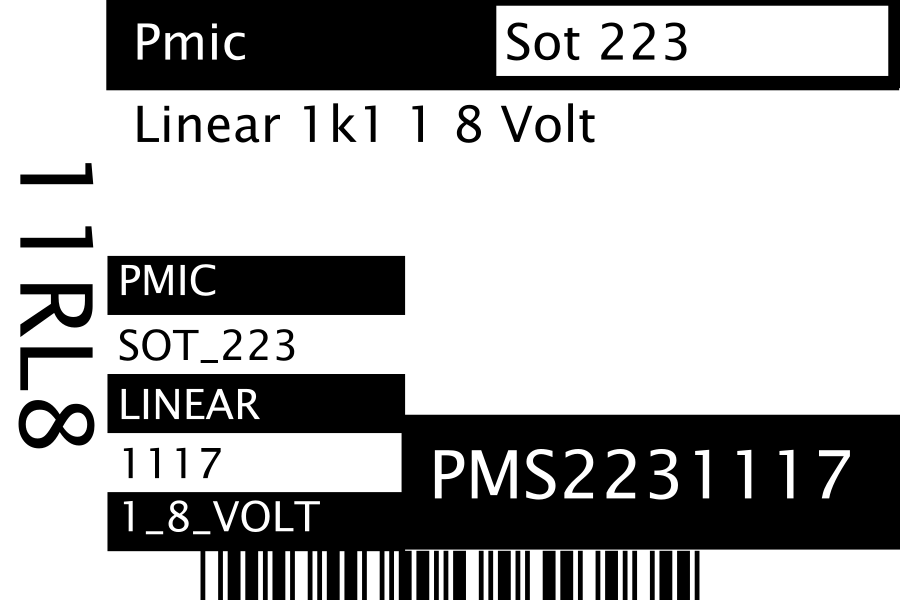 Pmic
Sot 223
Linear 1k1 1 8 Volt
11RL8
PMIC
SOT_223
LINEAR
1117
1_8_VOLT
PMS2231117